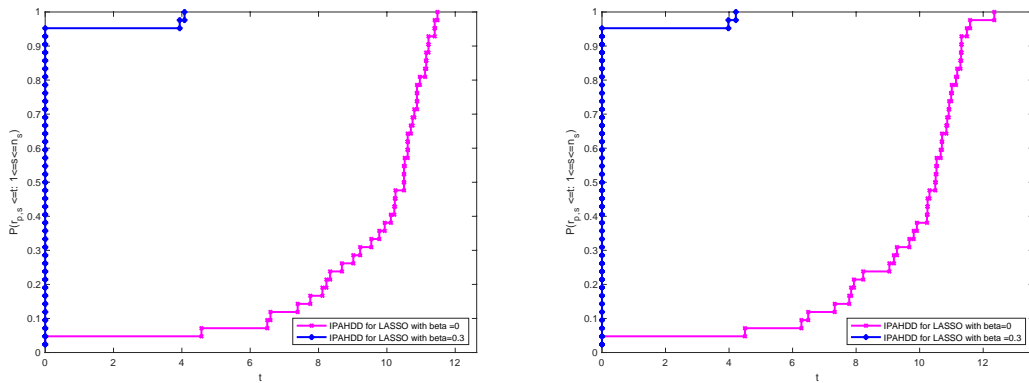 1
0.9
0.8
0.7
0.6
0.5
0.4
0.3
0.2
0.1
0
P(r_{p,s} <=t: 1<=s<=n_s)
IPAHDD for LASSO with beta=0
IPAHDD for LASSO with beta=0.3
0 2 4 6 8 10 12
t
1
0.9
0.8
0.7
0.6
0.5
0.4
0.3
0.2
0.1
0
P(r_{p,s} <=t: 1<=s<=n_s)
IPAHDD for LASSO with beta=0
IPAHDD for LASSO with beta =0.3
0 2 4 6 8 10 12
t